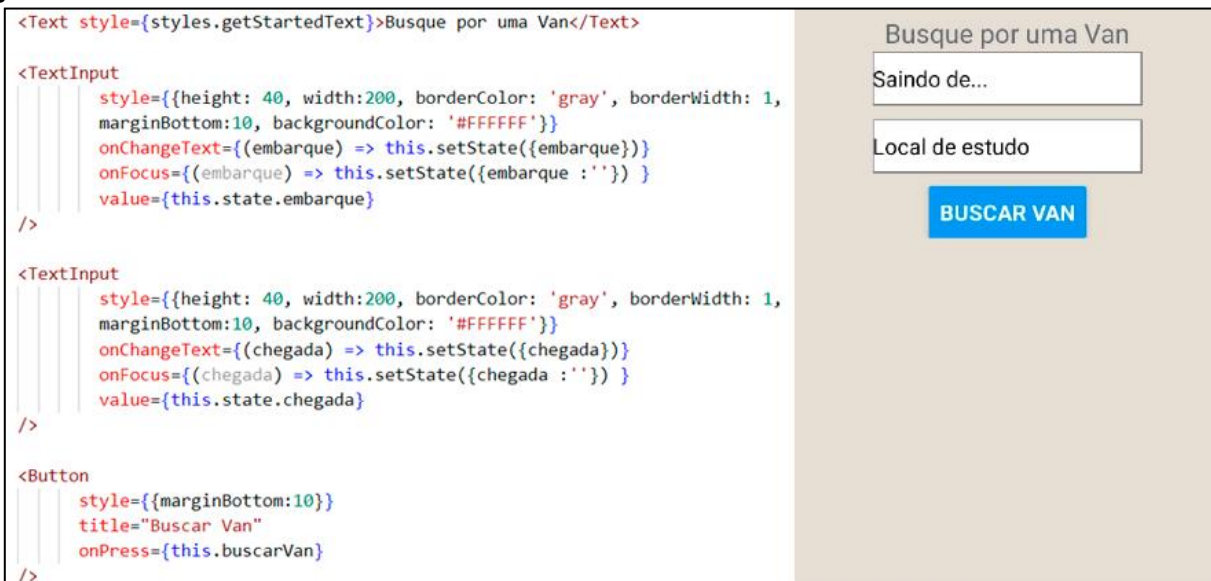 <Text style={styles.getStartedText}>Busque por uma Van</Text>
<TextInput
style={{height: 40, width:200, borderColor: 'gray', borderWidth: 1,
marginBottom:10, backgroundColor: '#FFFFFF'}}
onChangeText={(embarque) => this.setState({embarque})}
onFocus={(embarque) => this.setState({embarque :''}) }
value={this.state.embarque}
/>
<TextInput
style={{height: 40, width:200, borderColor: 'gray', borderWidth: 1,
marginBottom:10, backgroundColor: '#FFFFFF'}}
onChangeText={(chegada) => this.setState({chegada})}
onFocus={(chegada) => this.setState({chegada :''}) }
value={this.state.chegada}
/>
<Button
style={{marginBottom:10}}
title="Buscar Van"
onPress={this.buscarVan}
/>
Busque por uma Van
Saindo de...
Local de estudo
BUSCAR VAN